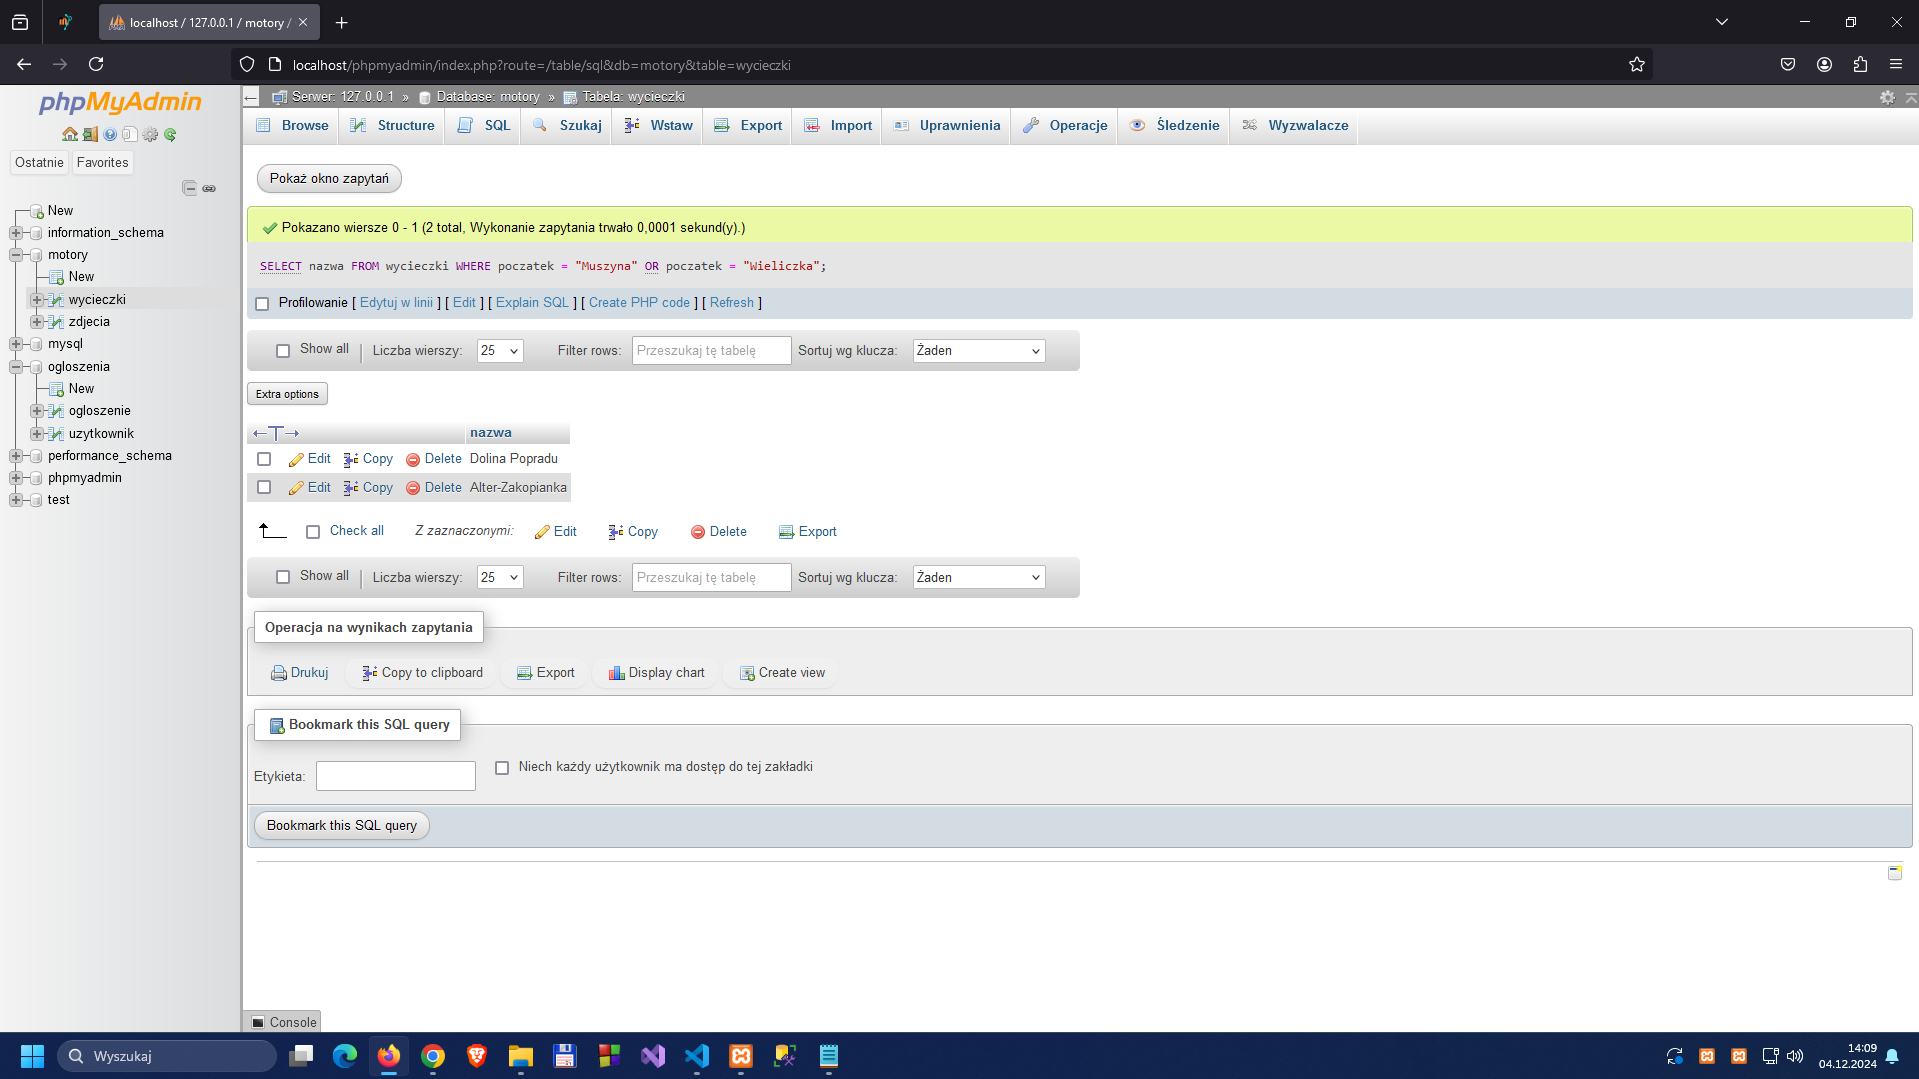 localhost / 127.0.0.1 / motory /
localhost/phpmyadmin/index.php?route=/table/sql&db=motory&table=wycieczki
phpMyAdmin
Ostatnie
Favorites
New
information_schema
motory
New
wycieczki
zdjecia
mysql
ogloszenia
New
ogloszenie
uzytkownik
performance_schema
phpmyadmin
test
Serwer: 127.0.0.1 » Database: motory » Tabela: wycieczki
Browse Structure SQL Szukaj Wstaw Export Import Uprawnienia Operacje Śledzenie Wyzwalacze
Pokaż okno zapytań
Pokazano wiersze 0 - 1 (2 total, Wykonanie zapytania trwało 0,0001 sekund(y).)
SELECT nazwa FROM wycieczki WHERE poczatek = "Muszyna" OR poczatek = "Wieliczka";
Profilowanie [ Edytuj w linii ] [ Edit ] [ Explain SQL ] [ Create PHP code ] [ Refresh ]
Show all Liczba wierszy: 25 Filter rows: Przeszukaj tę tabelę Sortuj wg klucza: Żaden
Extra options
←T→ nazwa
Edit Copy Delete Dolina Popradu
Edit Copy Delete Alter-Zakopianka
Check all Z zaznaczonymi: Edit Copy Delete Export
Show all Liczba wierszy: 25 Filter rows: Przeszukaj tę tabelę Sortuj wg klucza: Żaden
Operacja na wynikach zapytania
Drukuj Copy to clipboard Export Display chart Create view
Bookmark this SQL query
Etykieta: Niech każdy użytkownik ma dostęp do tej zakładki
Bookmark this SQL query
Console
Wyszukaj
14:09
04.12.2024